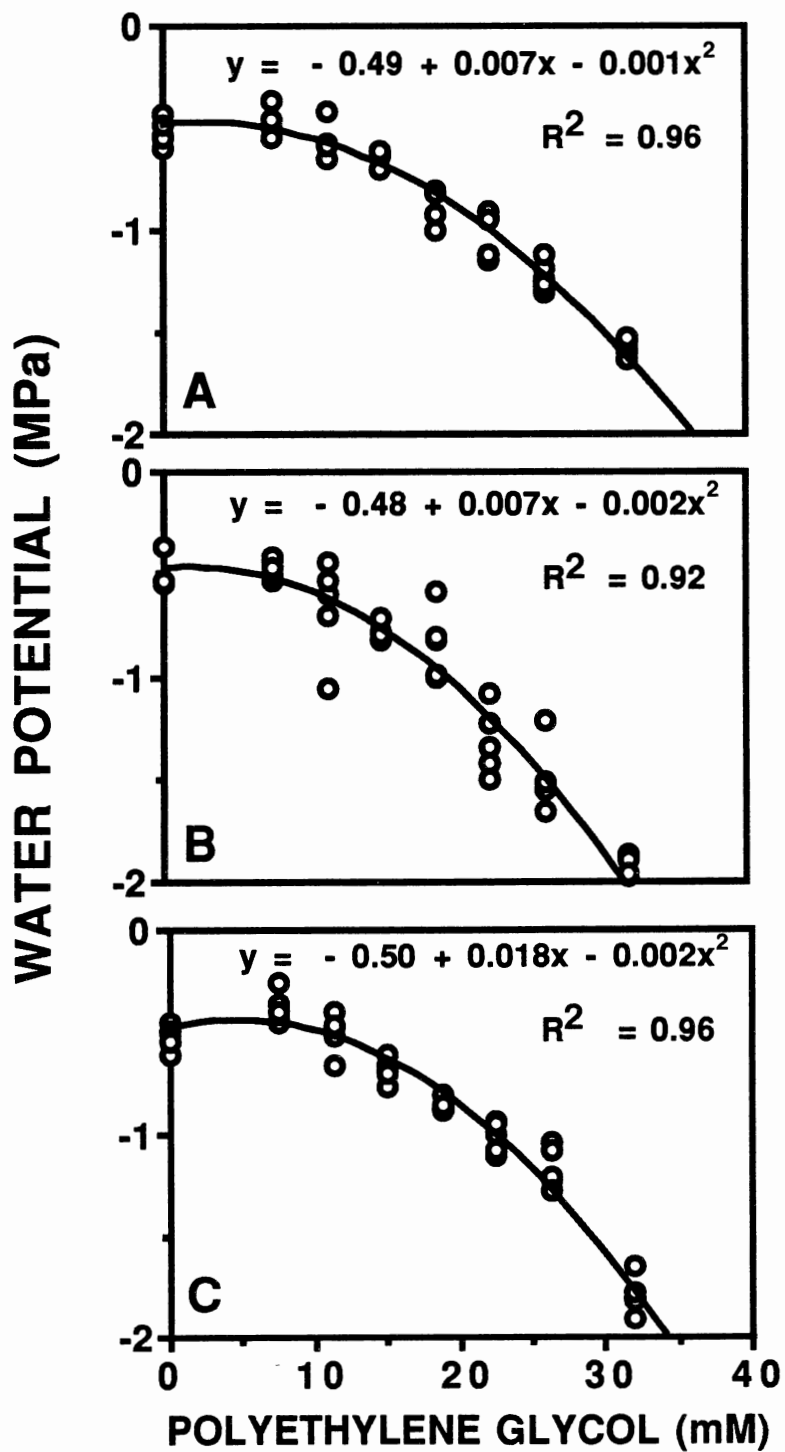 WATER POTENTIAL (MPa)
0
y = - 0.49 + 0.007x - 0.001x²
R² = 0.96
-1
A
-2
0
y = - 0.48 + 0.007x - 0.002x²
R² = 0.92
-1
B
-2
0
y = - 0.50 + 0.018x - 0.002x²
R² = 0.96
-1
C
-2
0 10 20 30 40
POLYETHYLENE GLYCOL (mM)